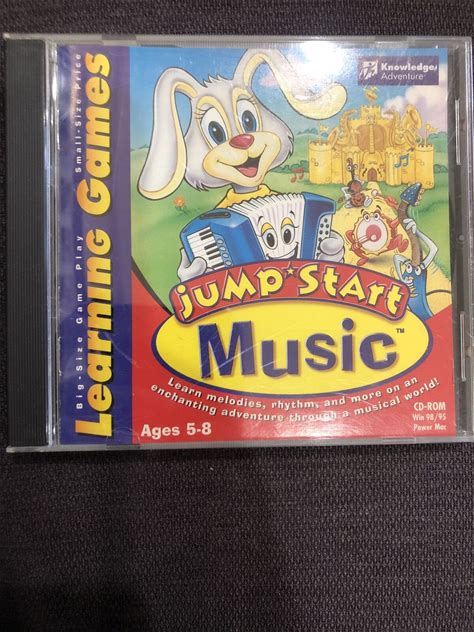 Learning Games
Big-Size Game Play Small-Size Price
Knowledge
Adventure®
JumpStart
Music™
Learn melodies, rhythm, and more on an
enchanting adventure through a musical world!
Ages 5-8
CD-ROM
Win 98/95
Power Mac